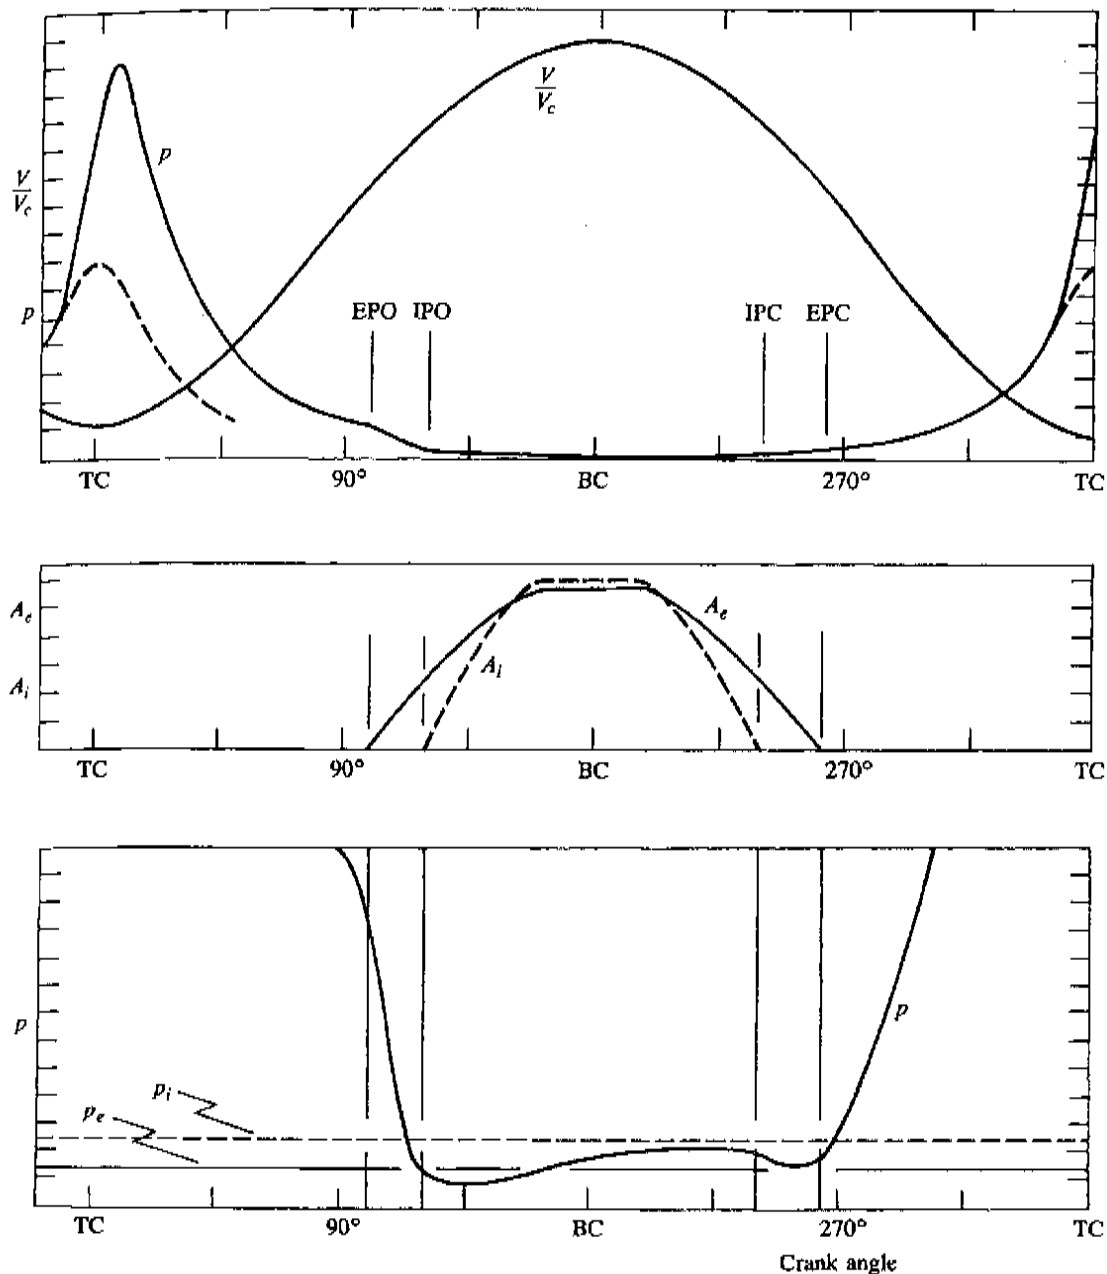 V/V_c
p
V/V_c
p
EPO IPO IPC EPC
TC 90° BC 270° TC
A_e
A_i
A_e
A_i
TC 90° BC 270° TC
p
p
p_i
p_e
TC 90° BC 270° TC
Crank angle